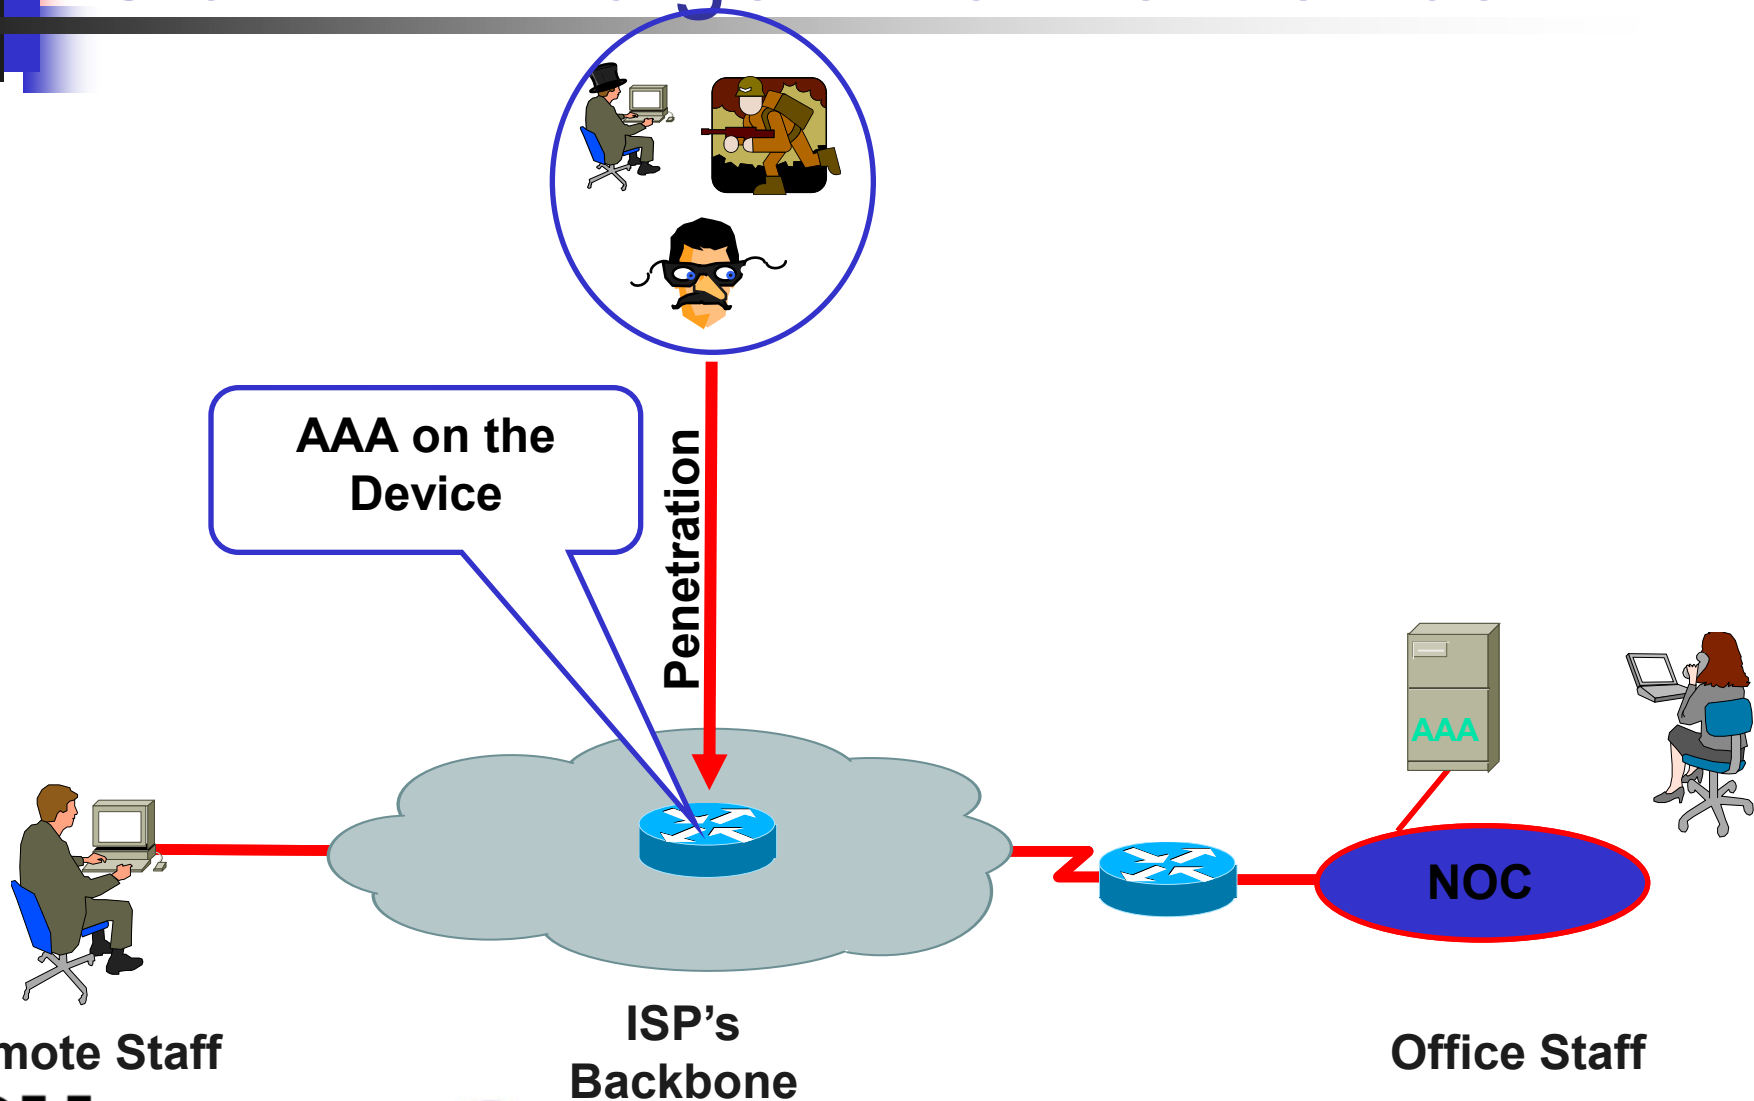 AAA on the
Device
Penetration
AAA
NOC
mote Staff
ISP’s
Backbone
Office Staff